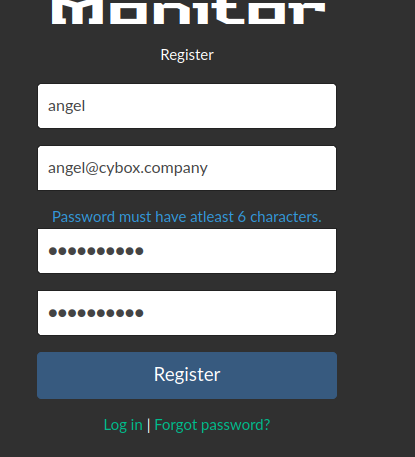 Monitor
Register
angel
angel@cybox.company
Password must have atleast 6 characters.
●●●●●●●●●●
●●●●●●●●●●
Register
Log in | Forgot password?